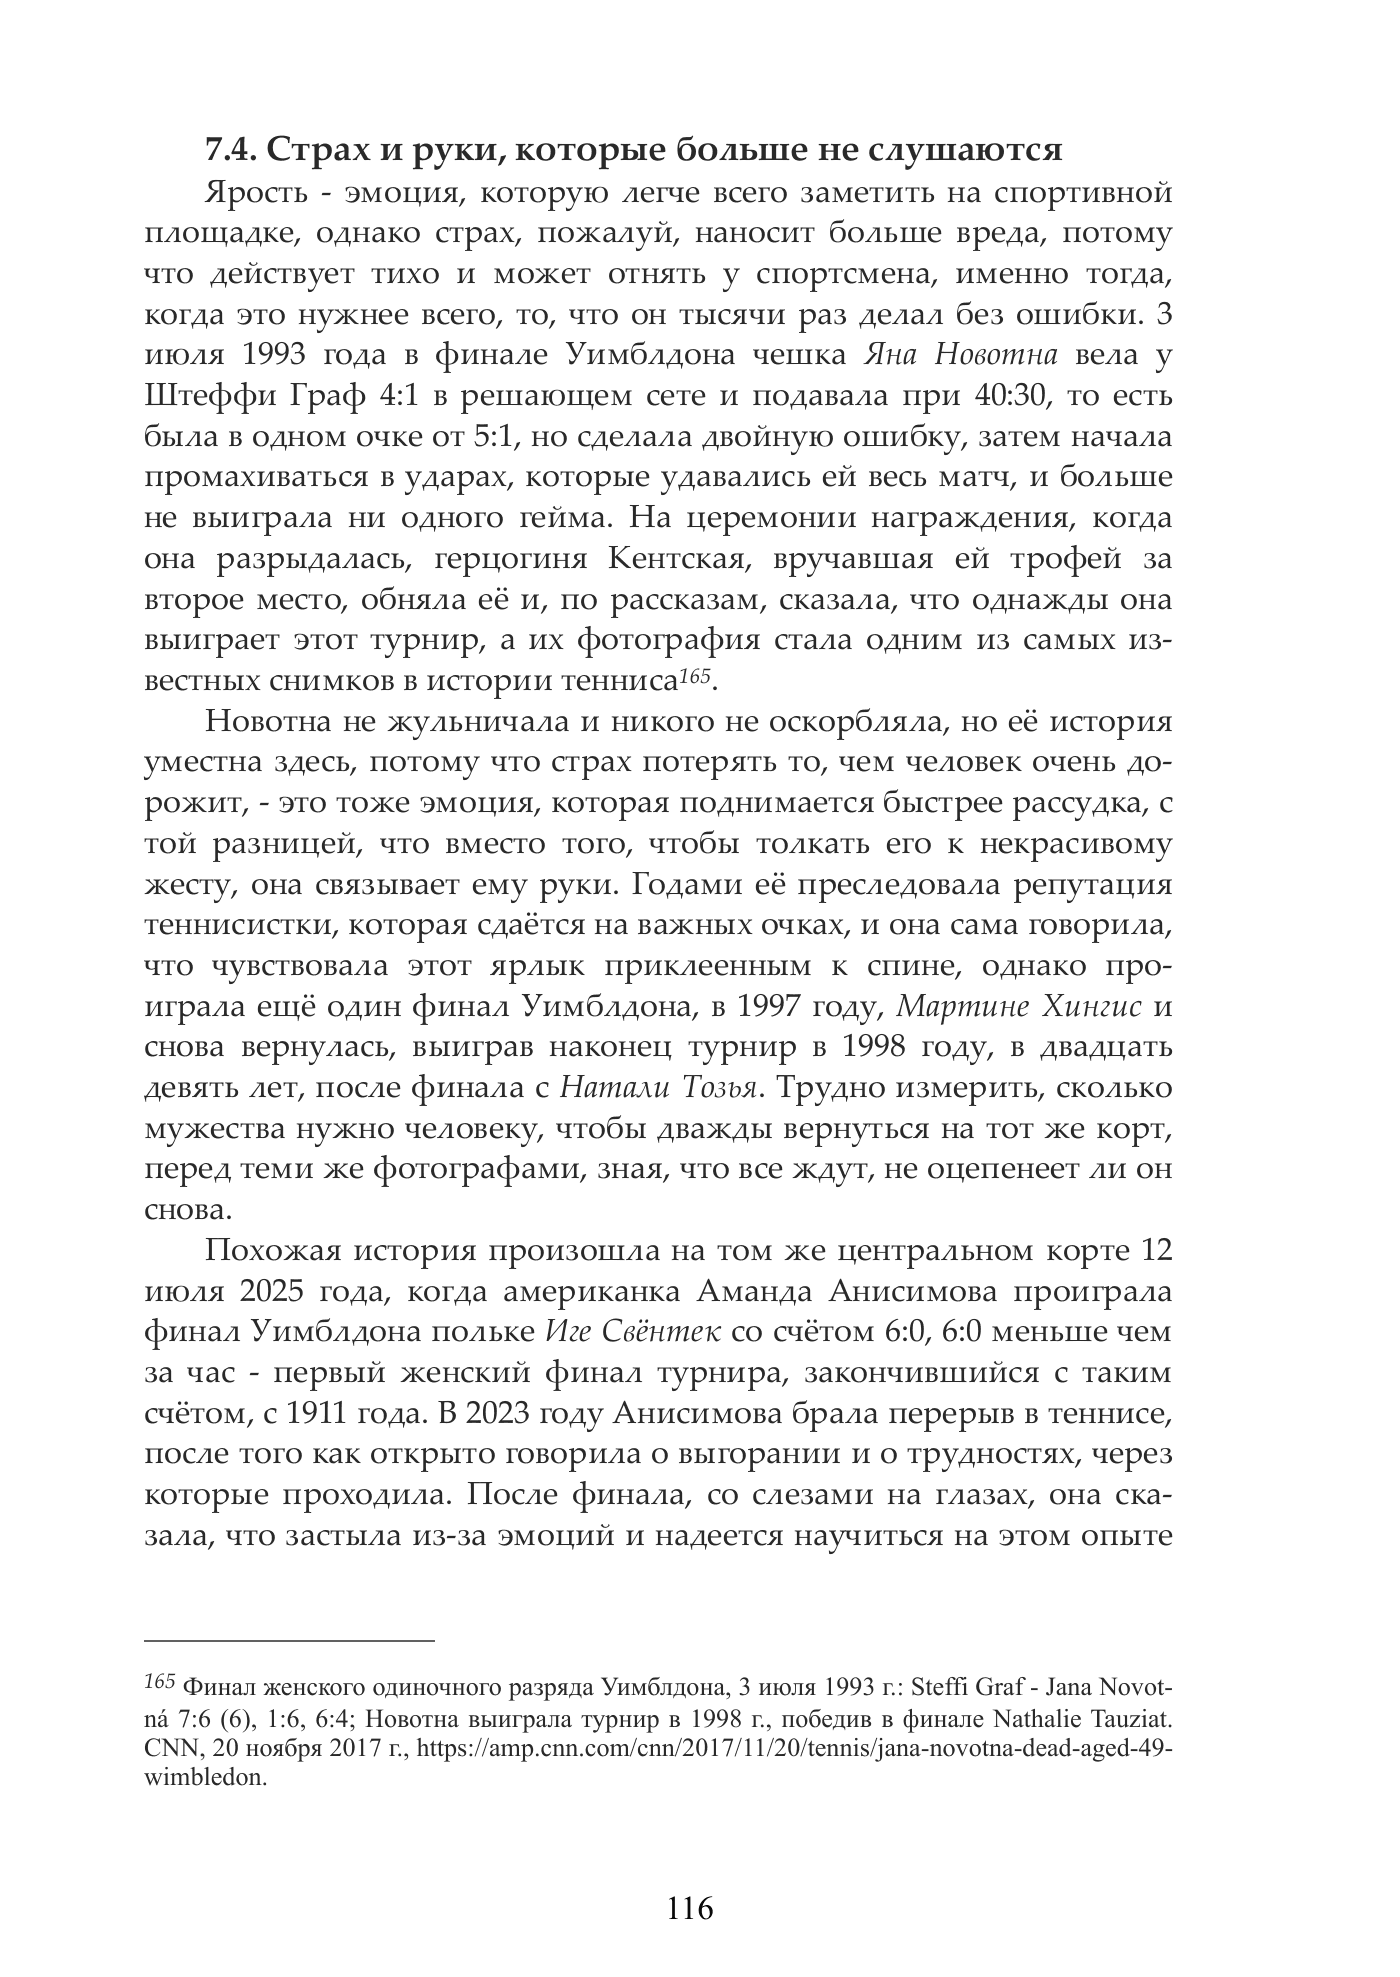 7.4. Страх и руки, которые больше не слушаются
Ярость - эмоция, которую легче всего заметить на спортивной
площадке, однако страх, пожалуй, наносит больше вреда, потому
что действует тихо и может отнять у спортсмена, именно тогда,
когда это нужнее всего, то, что он тысячи раз делал без ошибки. 3
июля 1993 года в финале Уимблдона чешка Яна Новотна вела у
Штеффи Граф 4:1 в решающем сете и подавала при 40:30, то есть
была в одном очке от 5:1, но сделала двойную ошибку, затем начала
промахиваться в ударах, которые удавались ей весь матч, и больше
не выиграла ни одного гейма. На церемонии награждения, когда
она разрыдалась, герцогиня Кентская, вручавшая ей трофей за
второе место, обняла её и, по рассказам, сказала, что однажды она
выиграет этот турнир, а их фотография стала одним из самых из-
вестных снимков в истории тенниса165.
Новотна не жульничала и никого не оскорбляла, но её история
уместна здесь, потому что страх потерять то, чем человек очень до-
рожит, - это тоже эмоция, которая поднимается быстрее рассудка, с
той разницей, что вместо того, чтобы толкать его к некрасивому
жесту, она связывает ему руки. Годами её преследовала репутация
теннисистки, которая сдаётся на важных очках, и она сама говорила,
что чувствовала этот ярлык приклеенным к спине, однако про-
играла ещё один финал Уимблдона, в 1997 году, Мартине Хингис и
снова вернулась, выиграв наконец турнир в 1998 году, в двадцать
девять лет, после финала с Натали Тозья. Трудно измерить, сколько
мужества нужно человеку, чтобы дважды вернуться на тот же корт,
перед теми же фотографами, зная, что все ждут, не оцепенеет ли он
снова.
Похожая история произошла на том же центральном корте 12
июля 2025 года, когда американка Аманда Анисимова проиграла
финал Уимблдона польке Иге Свёнтек со счётом 6:0, 6:0 меньше чем
за час - первый женский финал турнира, закончившийся с таким
счётом, с 1911 года. В 2023 году Анисимова брала перерыв в теннисе,
после того как открыто говорила о выгорании и о трудностях, через
которые проходила. После финала, со слезами на глазах, она ска-
зала, что застыла из-за эмоций и надеется научиться на этом опыте
165 Финал женского одиночного разряда Уимблдона, 3 июля 1993 г.: Steffi Graf - Jana Novot-
ná 7:6 (6), 1:6, 6:4; Новотна выиграла турнир в 1998 г., победив в финале Nathalie Tauziat.
CNN, 20 ноября 2017 г., https://amp.cnn.com/cnn/2017/11/20/tennis/jana-novotna-dead-aged-49-
wimbledon.
116